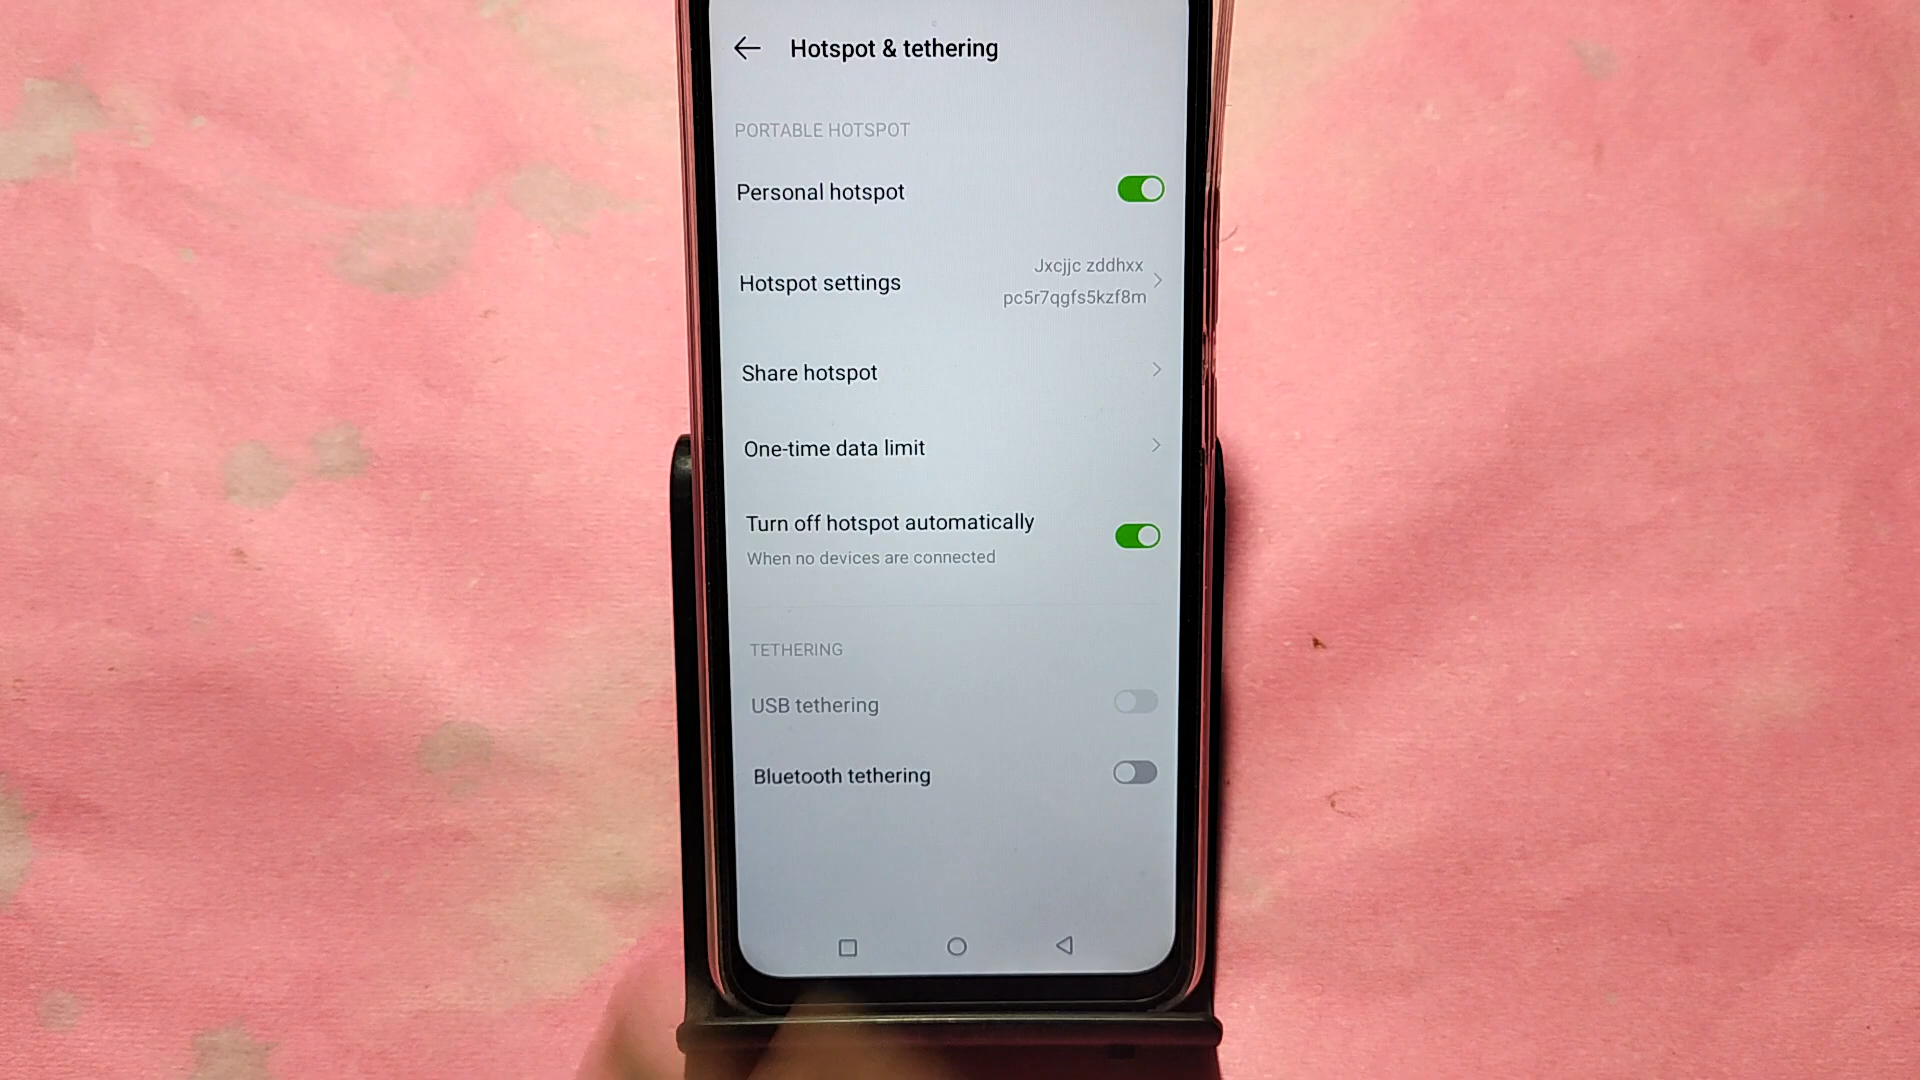 Hotspot & tethering
PORTABLE HOTSPOT
Personal hotspot
Hotspot settings
Jxcjjc zddhxx
pc5r7qgfs5kzf8m
Share hotspot
One-time data limit
Turn off hotspot automatically
When no devices are connected
TETHERING
USB tethering
Bluetooth tethering